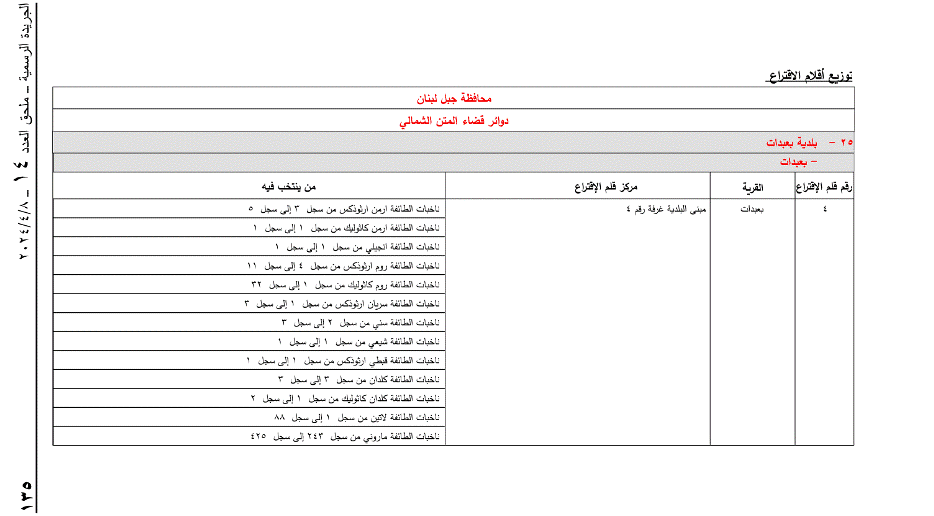 الجريدة الرسمية – ملحق العدد ١٤ – ٢٠٢٤/٤/٨
توزيع أقلام الاقتراع
محافظة جبل لبنان
دوائر قضاء المتن الشمالي
٢٥ – بلدية بعبدات
– بعبدات
رقم قلم الإقتراع القرية مركز قلم الإقتراع من ينتخب فيه
٤ بعبدات مبنى البلدية غرفة رقم ٤ ناخبات الطائفة ارمن ارثوذكس من سجل ٣ إلى سجل ٥
ناخبات الطائفة ارمن كاثوليك من سجل ١ إلى سجل ١
ناخبات الطائفة انجيلي من سجل ١ إلى سجل ١
ناخبات الطائفة روم ارثوذكس من سجل ٤ إلى سجل ١١
ناخبات الطائفة روم كاثوليك من سجل ١ إلى سجل ٣٢
ناخبات الطائفة سريان ارثوذكس من سجل ١ إلى سجل ٣
ناخبات الطائفة سني من سجل ٢ إلى سجل ٣
ناخبات الطائفة شيعي من سجل ١ إلى سجل ١
ناخبات الطائفة قبطي ارثوذكس من سجل ١ إلى سجل ١
ناخبات الطائفة كلدان من سجل ٣ إلى سجل ٣
ناخبات الطائفة كلدان كاثوليك من سجل ١ إلى سجل ٢
ناخبات الطائفة لاتين من سجل ١ إلى سجل ٨٨
ناخبات الطائفة ماروني من سجل ٢٤٣ إلى سجل ٤٢٥
١٣٥